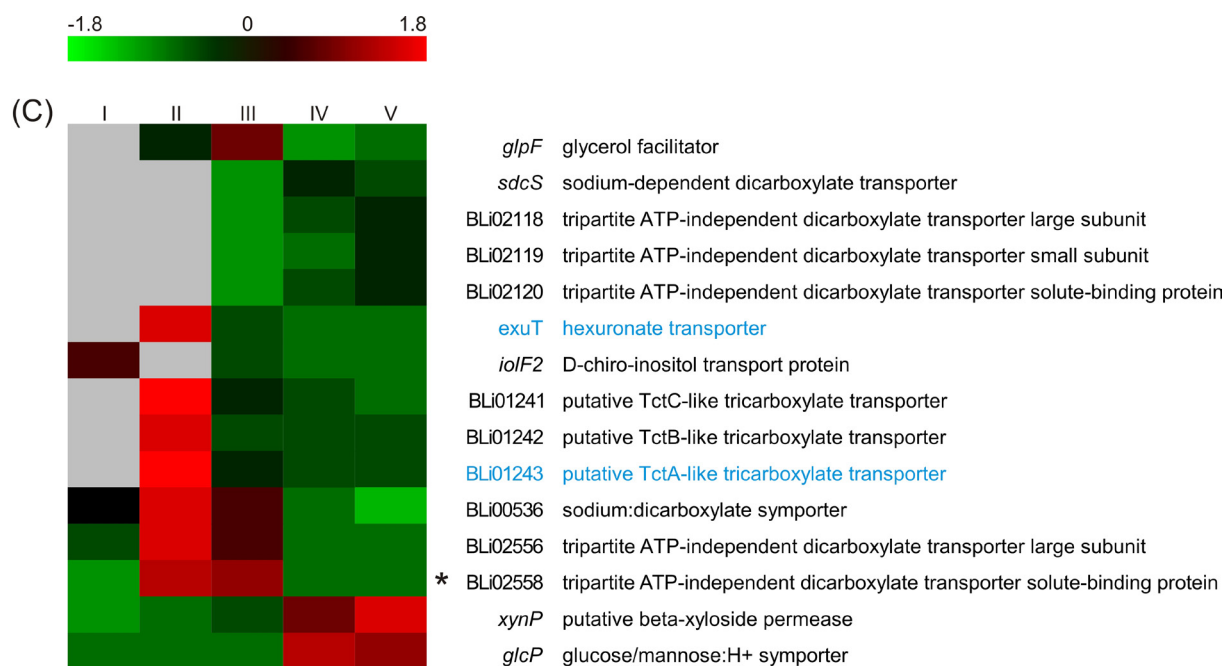 -1.8 0 1.8
(C)
I II III IV V
glpF glycerol facilitator
sdcS sodium-dependent dicarboxylate transporter
BLi02118 tripartite ATP-independent dicarboxylate transporter large subunit
BLi02119 tripartite ATP-independent dicarboxylate transporter small subunit
BLi02120 tripartite ATP-independent dicarboxylate transporter solute-binding protein
exuT hexuronate transporter
iolF2 D-chiro-inositol transport protein
BLi01241 putative TctC-like tricarboxylate transporter
BLi01242 putative TctB-like tricarboxylate transporter
BLi01243 putative TctA-like tricarboxylate transporter
BLi00536 sodium:dicarboxylate symporter
BLi02556 tripartite ATP-independent dicarboxylate transporter large subunit
* BLi02558 tripartite ATP-independent dicarboxylate transporter solute-binding protein
xynP putative beta-xyloside permease
glcP glucose/mannose:H+ symporter